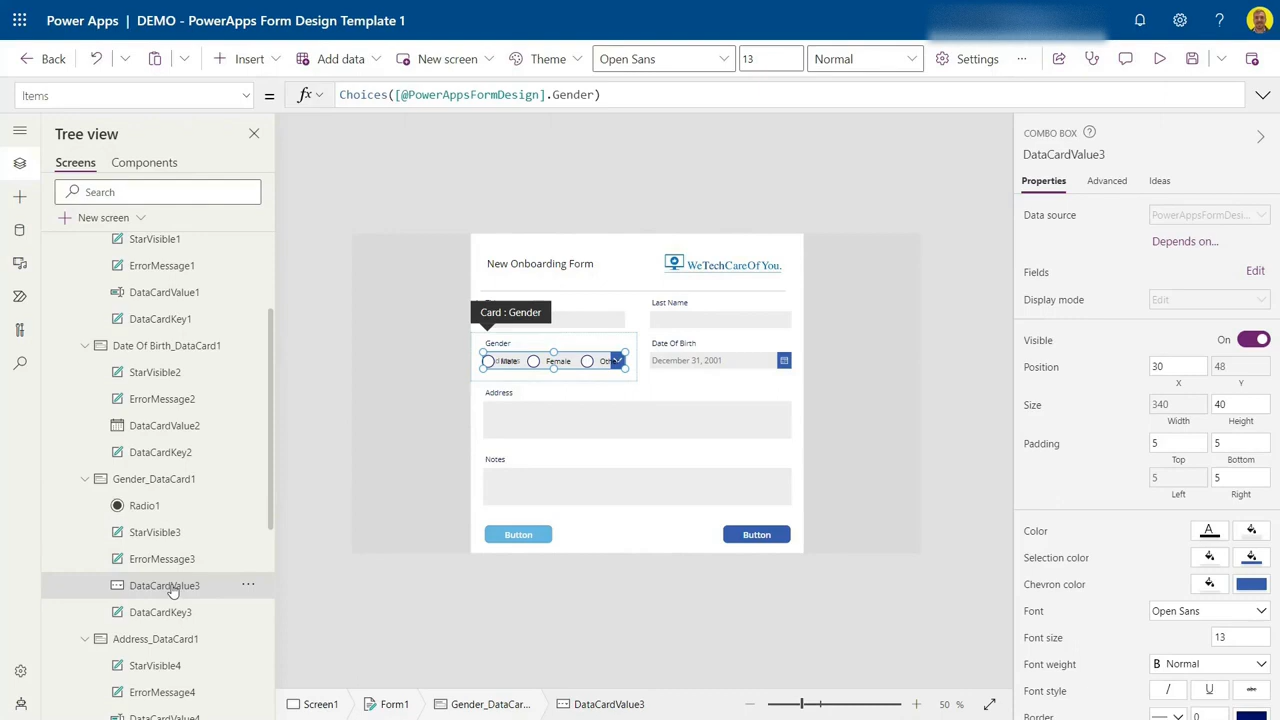 Power Apps | DEMO - PowerApps Form Design Template 1
Back Insert Add data New screen Theme Open Sans 13 Normal Settings ...
Items = fx Choices([@PowerAppsFormDesign].Gender)
Tree view
Screens Components
Search
New screen
StarVisible1
ErrorMessage1
DataCardValue1
DataCardKey1
Date Of Birth_DataCard1
StarVisible2
ErrorMessage2
DataCardValue2
DataCardKey2
Gender_DataCard1
Radio1
StarVisible3
ErrorMessage3
DataCardValue3 ...
DataCardKey3
Address_DataCard1
StarVisible4
ErrorMessage4
DataCardValue4
New Onboarding Form
WeTechCareOfYou.
Last Name
Card : Gender
Gender Date Of Birth
Male Female December 31, 2001
Address
Notes
Button Button
Screen1 Form1 Gender_DataCar... DataCardValue3 50 %
COMBO BOX
DataCardValue3
Properties Advanced Ideas
Data source PowerAppsFormDesi...
Depends on...
Fields Edit
Display mode Edit
Visible On
Position 30 48
X Y
Size 340 40
Width Height
Padding 5 5
Top Bottom
5 5
Left Right
Color A
Selection color
Chevron color
Font Open Sans
Font size 13
Font weight B Normal
Font style / U abc
Border 0